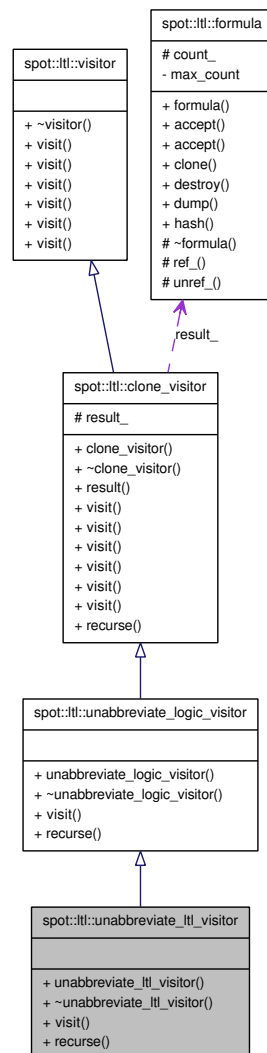 spot::ltl::formula
# count_
- max_count
+ formula()
+ accept()
+ accept()
+ clone()
+ destroy()
+ dump()
+ hash()
# ~formula()
# ref_()
# unref_()
spot::ltl::visitor
+ ~visitor()
+ visit()
+ visit()
+ visit()
+ visit()
+ visit()
+ visit()
result_
spot::ltl::clone_visitor
# result_
+ clone_visitor()
+ ~clone_visitor()
+ result()
+ visit()
+ visit()
+ visit()
+ visit()
+ visit()
+ visit()
+ recurse()
spot::ltl::unabbreviate_logic_visitor
+ unabbreviate_logic_visitor()
+ ~unabbreviate_logic_visitor()
+ visit()
+ recurse()
spot::ltl::unabbreviate_ltl_visitor
+ unabbreviate_ltl_visitor()
+ ~unabbreviate_ltl_visitor()
+ visit()
+ recurse()